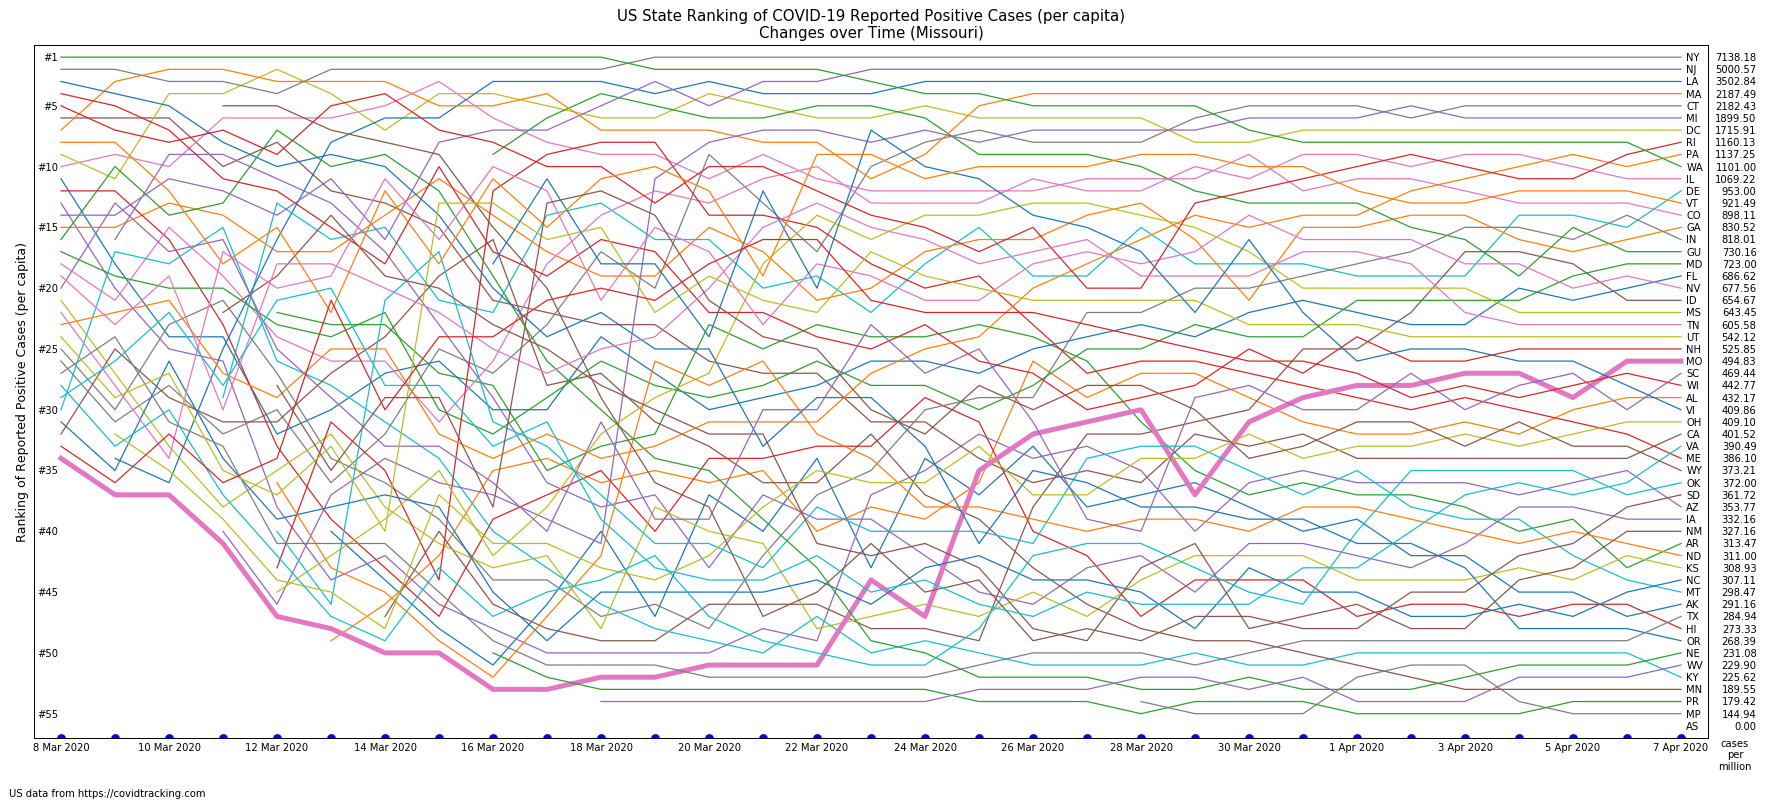 US State Ranking of COVID-19 Reported Positive Cases (per capita)
Changes over Time (Missouri)
Ranking of Reported Positive Cases (per capita)
#1
#5
#10
#15
#20
#25
#30
#35
#40
#45
#50
#55
NY 7138.18
NJ 5000.57
LA 3502.84
MA 2187.49
CT 2182.43
MI 1899.50
DC 1715.91
RI 1160.13
PA 1137.25
WA 1101.00
IL 1069.22
DE 953.00
VT 921.49
CO 898.11
GA 830.52
IN 818.01
GU 730.16
MD 723.00
FL 686.62
NV 677.56
ID 654.67
MS 643.45
TN 605.58
UT 542.12
NH 525.85
MO 494.83
SC 469.44
WI 442.77
AL 432.17
VI 409.86
OH 409.10
CA 401.52
VA 390.49
ME 386.10
WY 373.21
OK 372.00
SD 361.72
AZ 353.77
IA 332.16
NM 327.16
AR 313.47
ND 311.00
KS 308.93
NC 307.11
MT 298.47
AK 291.16
TX 284.94
HI 273.33
OR 268.39
NE 231.08
WV 229.90
KY 225.62
MN 189.55
PR 179.42
MP 144.94
AS 0.00
8 Mar 2020 10 Mar 2020 12 Mar 2020 14 Mar 2020 16 Mar 2020 18 Mar 2020 20 Mar 2020 22 Mar 2020 24 Mar 2020 26 Mar 2020 28 Mar 2020 30 Mar 2020 1 Apr 2020 3 Apr 2020 5 Apr 2020 7 Apr 2020
cases
per
million
US data from https://covidtracking.com